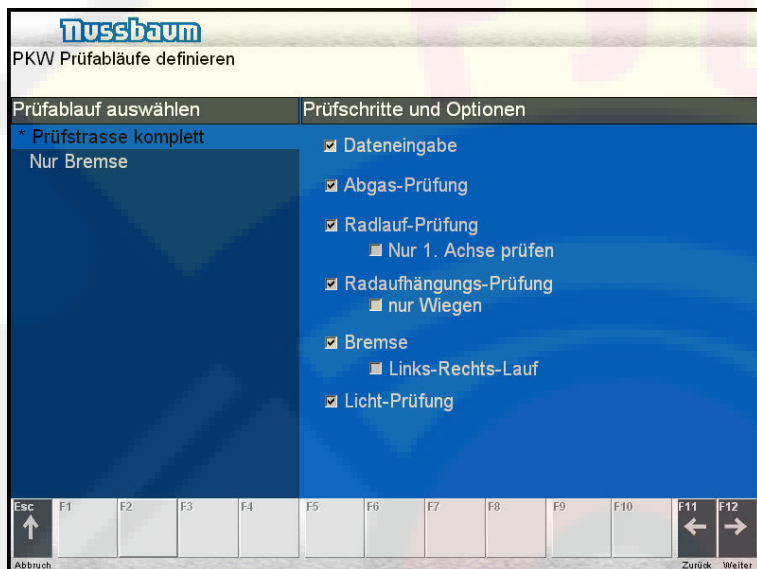 Nussbaum
PKW Prüfabläufe definieren
Prüfablauf auswählen
* Prüfstrasse komplett
Nur Bremse
Prüfschritte und Optionen
Dateneingabe
Abgas-Prüfung
Radlauf-Prüfung
Nur 1. Achse prüfen
Radaufhängungs-Prüfung
nur Wiegen
Bremse
Links-Rechts-Lauf
Licht-Prüfung
Esc F1 F2 F3 F4 F5 F6 F7 F8 F9 F10 F11 F12
Abbruch Zurück Weiter